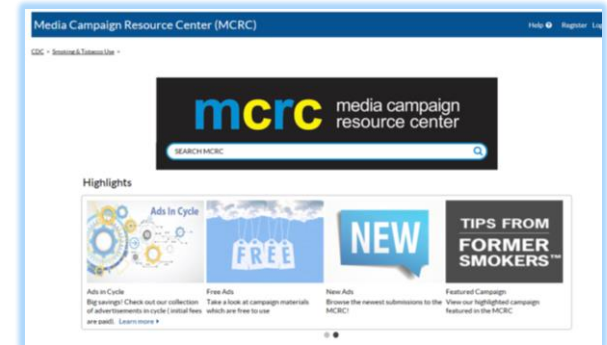 Media Campaign Resource Center (MCRC)
Help Register Log
CDC > Smoking & Tobacco Use >
mcrc media campaign
resource center
SEARCH MCRC
Highlights
Ads In Cycle
FREE
NEW
TIPS FROM
FORMER
SMOKERS™
Ads in Cycle
Big savings! Check out our collection
of advertisements in cycle ( initial fees
are paid). Learn more
Free Ads
Take a look at campaign materials
which are free to use
New Ads
Browse the newest submissions to the
MCRC!
Featured Campaign
View our highlighted campaign
featured in the MCRC